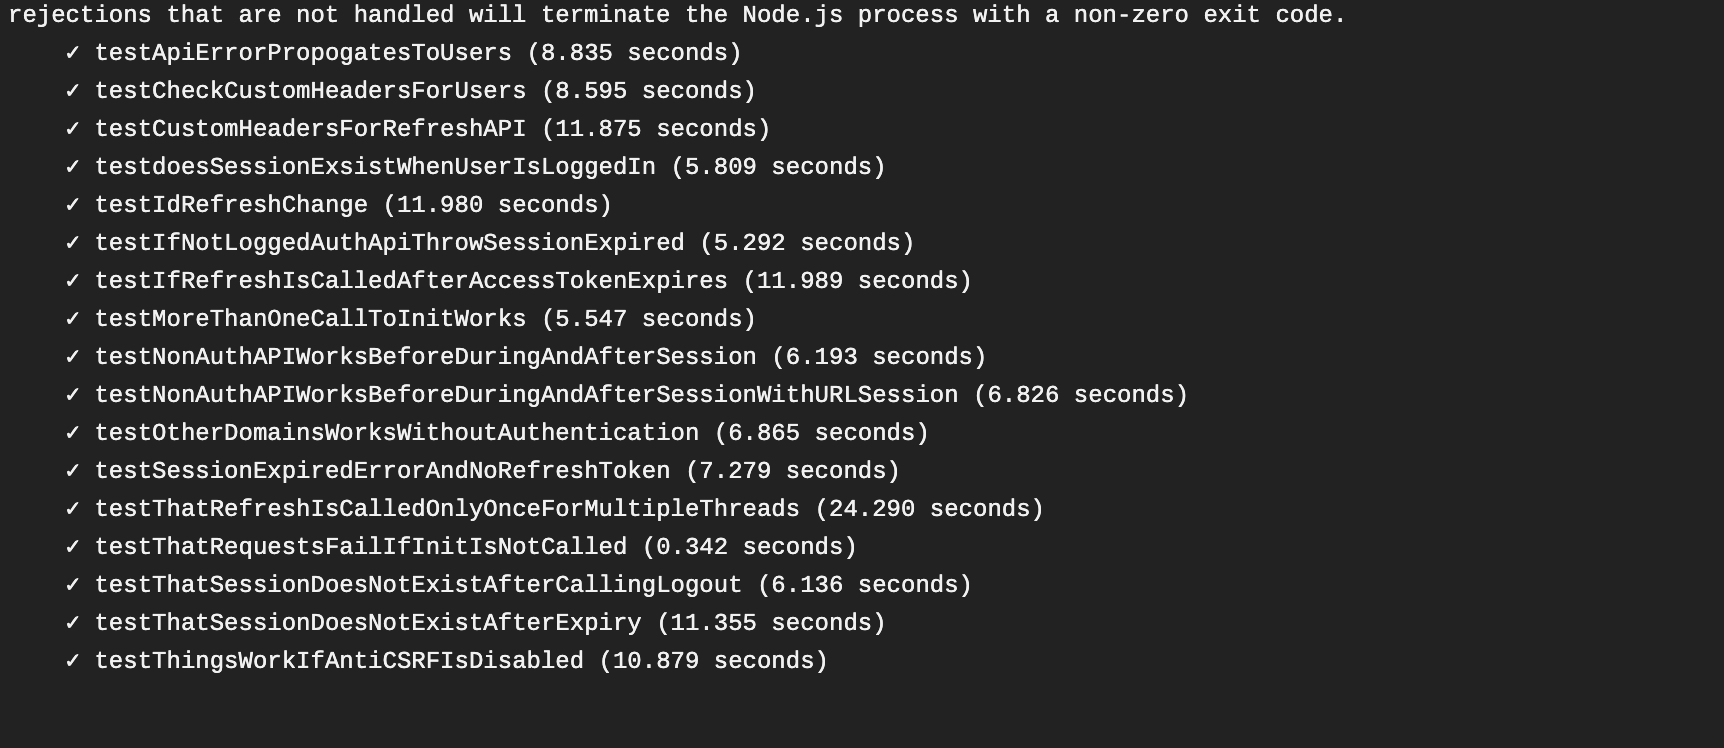 rejections that are not handled will terminate the Node.js process with a non-zero exit code.
✓ testApiErrorPropogatesToUsers (8.835 seconds)
✓ testCheckCustomHeadersForUsers (8.595 seconds)
✓ testCustomHeadersForRefreshAPI (11.875 seconds)
✓ testdoesSessionExsistWhenUserIsLoggedIn (5.809 seconds)
✓ testIdRefreshChange (11.980 seconds)
✓ testIfNotLoggedAuthApiThrowSessionExpired (5.292 seconds)
✓ testIfRefreshIsCalledAfterAccessTokenExpires (11.989 seconds)
✓ testMoreThanOneCallToInitWorks (5.547 seconds)
✓ testNonAuthAPIWorksBeforeDuringAndAfterSession (6.193 seconds)
✓ testNonAuthAPIWorksBeforeDuringAndAfterSessionWithURLSession (6.826 seconds)
✓ testOtherDomainsWorksWithoutAuthentication (6.865 seconds)
✓ testSessionExpiredErrorAndNoRefreshToken (7.279 seconds)
✓ testThatRefreshIsCalledOnlyOnceForMultipleThreads (24.290 seconds)
✓ testThatRequestsFailIfInitIsNotCalled (0.342 seconds)
✓ testThatSessionDoesNotExistAfterCallingLogout (6.136 seconds)
✓ testThatSessionDoesNotExistAfterExpiry (11.355 seconds)
✓ testThingsWorkIfAntiCSRFIsDisabled (10.879 seconds)